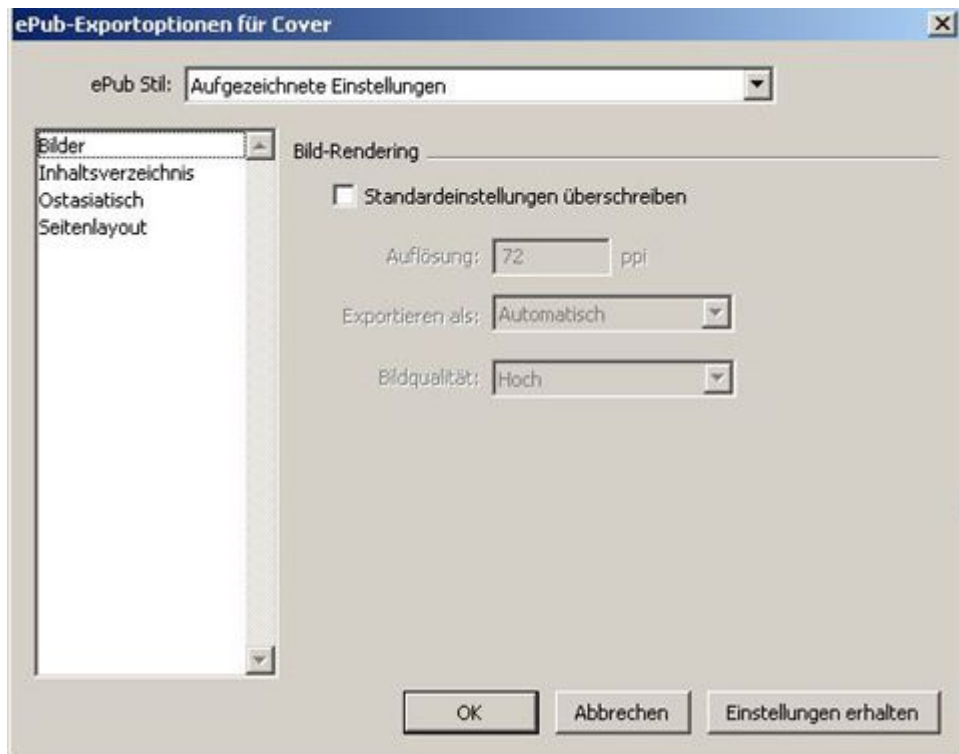 ePub-Exportoptionen für Cover
ePub Stil: Aufgezeichnete Einstellungen
Bilder
Inhaltsverzeichnis
Ostasiatisch
Seitenlayout
Bild-Rendering
Standardeinstellungen überschreiben
Auflösung: 72 ppi
Exportieren als: Automatisch
Bildqualität: Hoch
OK Abbrechen Einstellungen erhalten